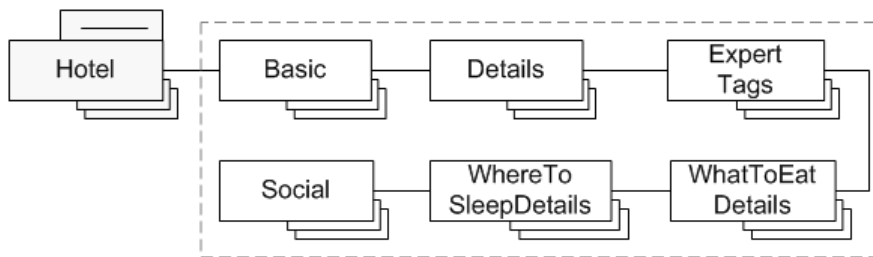 Hotel
Basic
Details
Expert
Tags
Social
WhereTo
SleepDetails
WhatToEat
Details